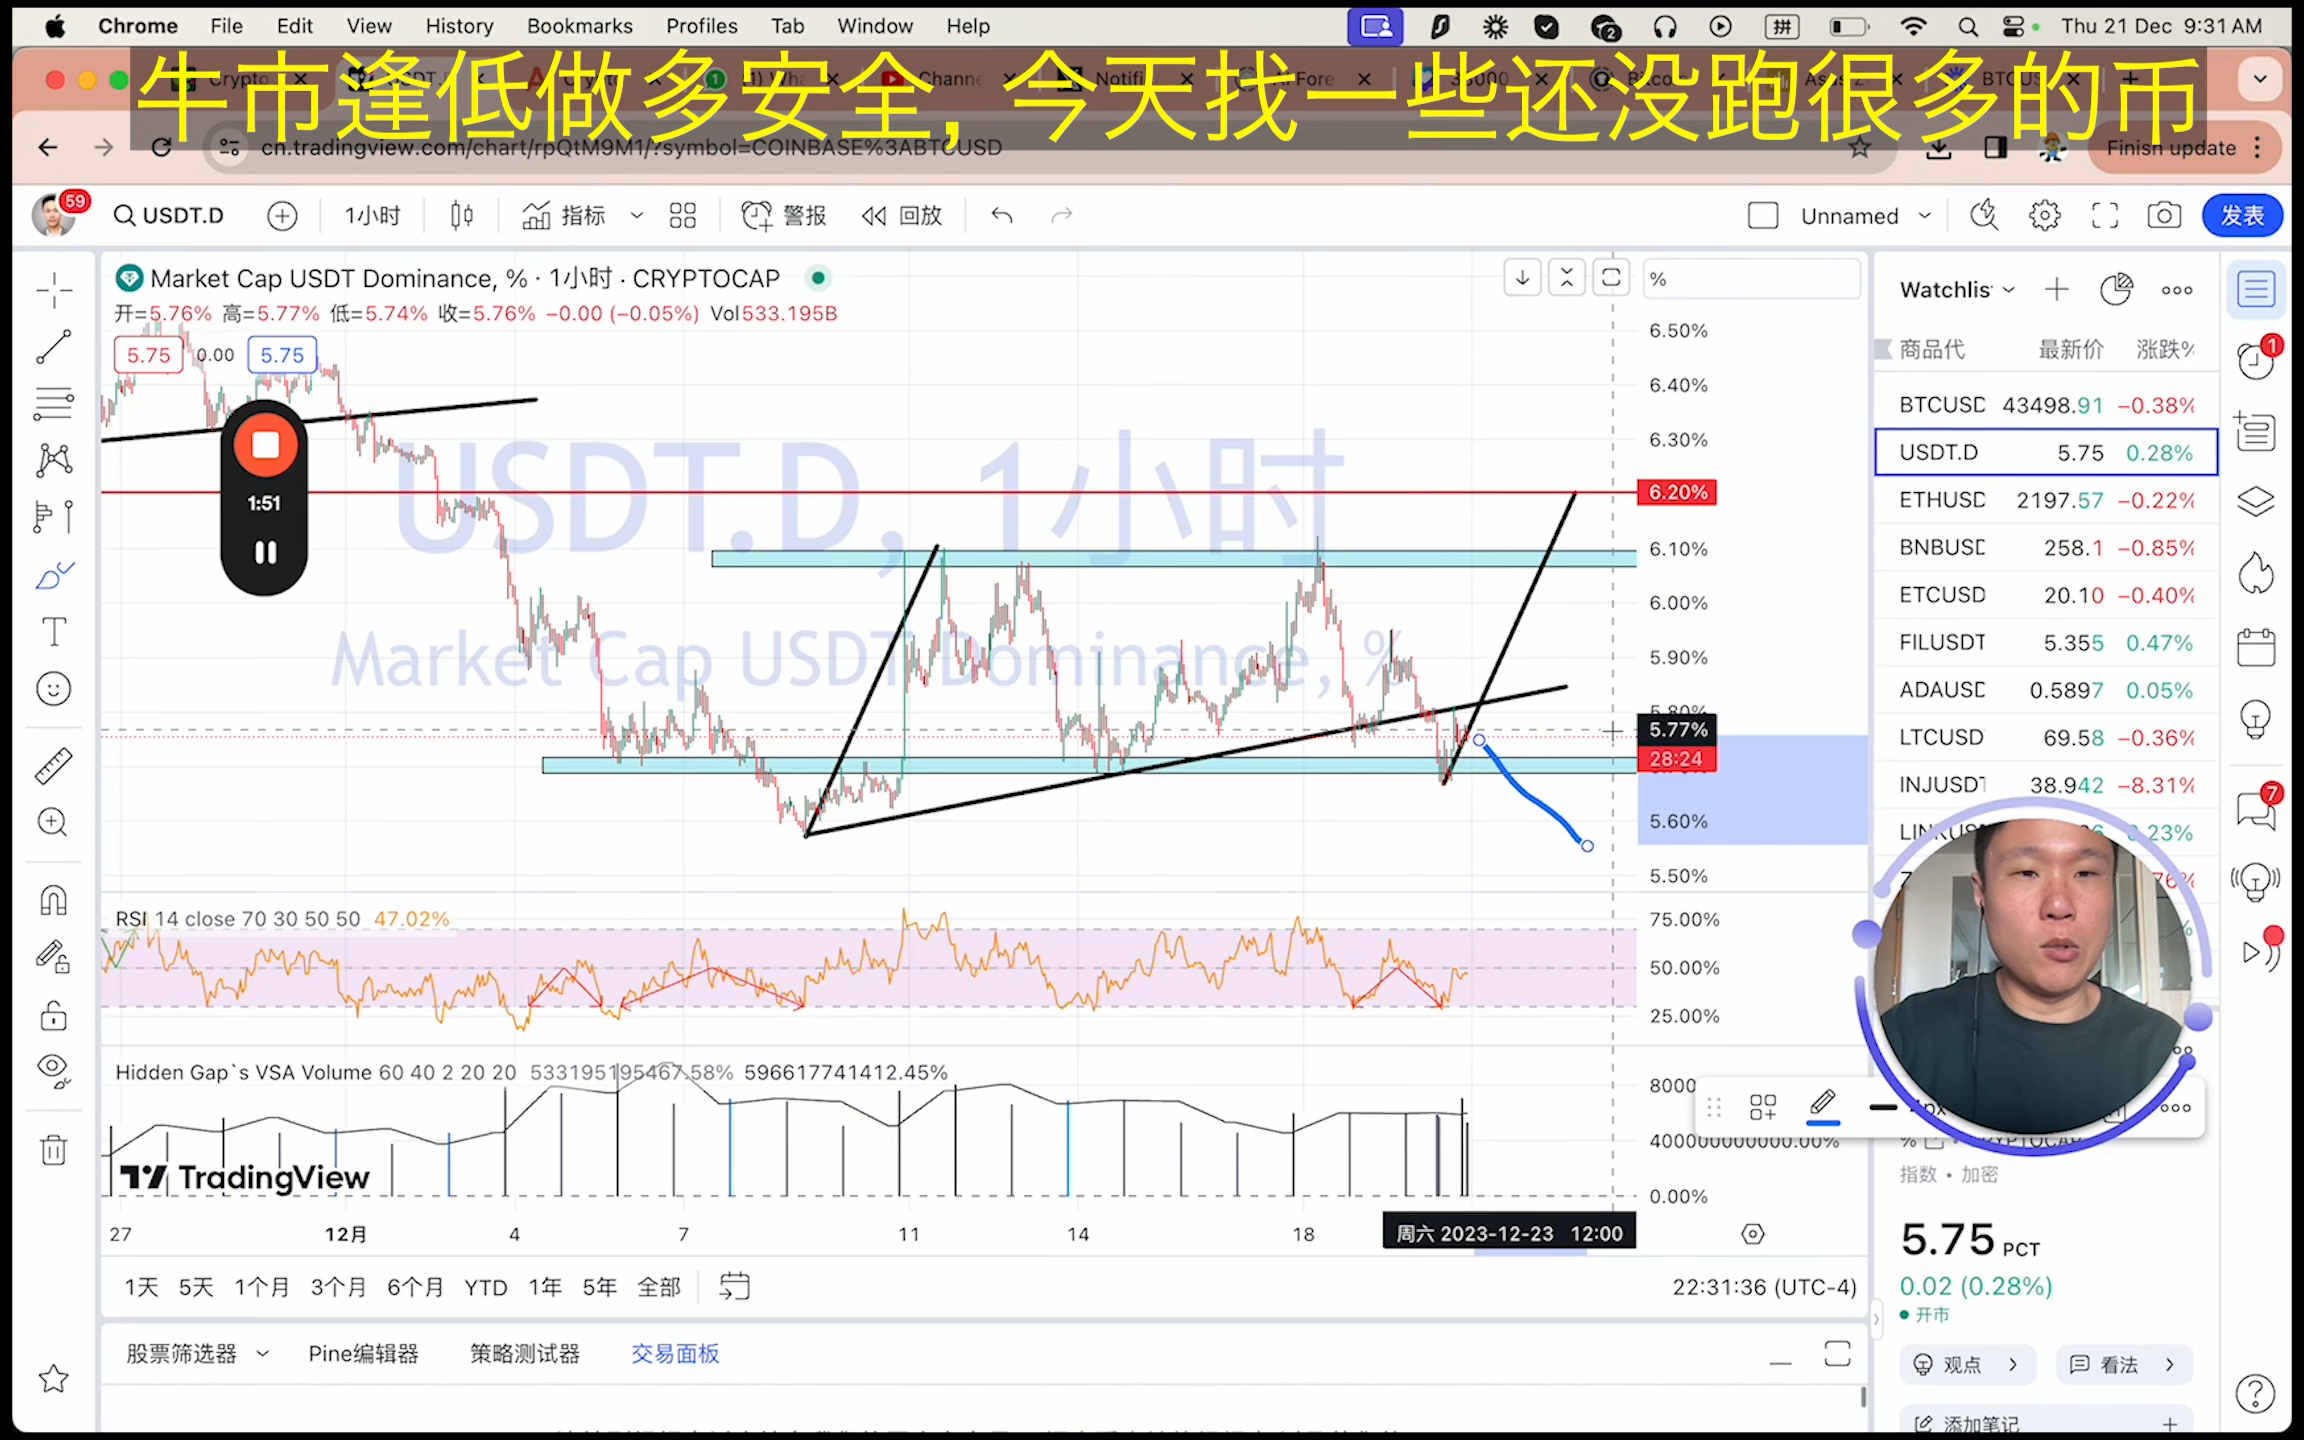 Chrome File Edit View History Bookmarks Profiles Tab Window Help 2 拼 Thu 21 Dec 9:31 AM
牛市逢低做多安全, 今天找一些还没跑很多的币
cn.tradingview.com/chart/rpQtM9M1/?symbol=COINBASE%3ABTCUSD Finish update
59 USDT.D 1小时 指标 警报 回放 Unnamed 发表
Market Cap USDT Dominance, % · 1小时 . CRYPTOCAP %
开=5.76% 高=5.77% 低=5.74% 收=5.76% −0.00 (−0.05%) Vol533.195B
5.75 0.00 5.75
USDT.D, 1小时
Market Cap USDT Dominance, %
1:51
6.50%
6.40%
6.30%
6.20%
6.10%
6.00%
5.90%
5.80%
5.77%
28:24
5.60%
5.50%
Watchlis
商品代 最新价 涨跌%
BTCUSD 43498.91 −0.38%
USDT.D 5.75 0.28%
ETHUSD 2197.57 −0.22%
BNBUSD 258.1 −0.85%
ETCUSD 20.10 −0.40%
FILUSDT 5.355 0.47%
ADAUSD 0.5897 0.05%
LTCUSD 69.58 −0.36%
INJUSDT 38.942 −8.31%
1
7
RSI 14 close 70 30 50 50 47.02%
75.00%
50.00%
25.00%
Hidden Gap`s VSA Volume 60 40 2 20 20 533195195467.58% 596617741412.45%
8000
400000000000.00%
0.00%
TradingView
27 12月 4 7 11 14 18 周六 2023-12-23 12:00
1天 5天 1个月 3个月 6个月 YTD 1年 5年 全部 22:31:36 (UTC-4)
股票筛选器 Pine编辑器 策略测试器 交易面板
指数 • 加密
5.75 PCT
0.02 (0.28%)
开市
观点 看法
添加笔记